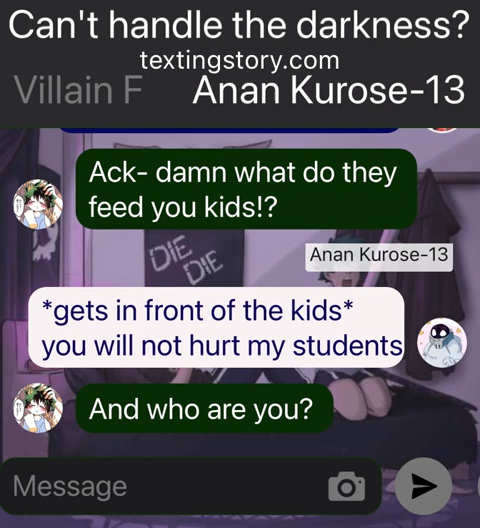 Can't handle the darkness?
textingstory.com
Villain F Anan Kurose-13
Ack- damn what do they
feed you kids!?
DIE
DIE
Anan Kurose-13
*gets in front of the kids*
you will not hurt my students
And who are you?
Message